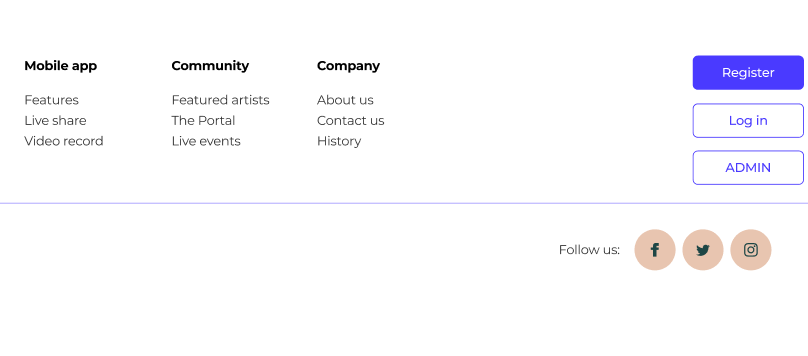 Mobile app
Features
Live share
Video record
Community
Featured artists
The Portal
Live events
Company
About us
Contact us
History
Register
Log in
ADMIN
Follow us: